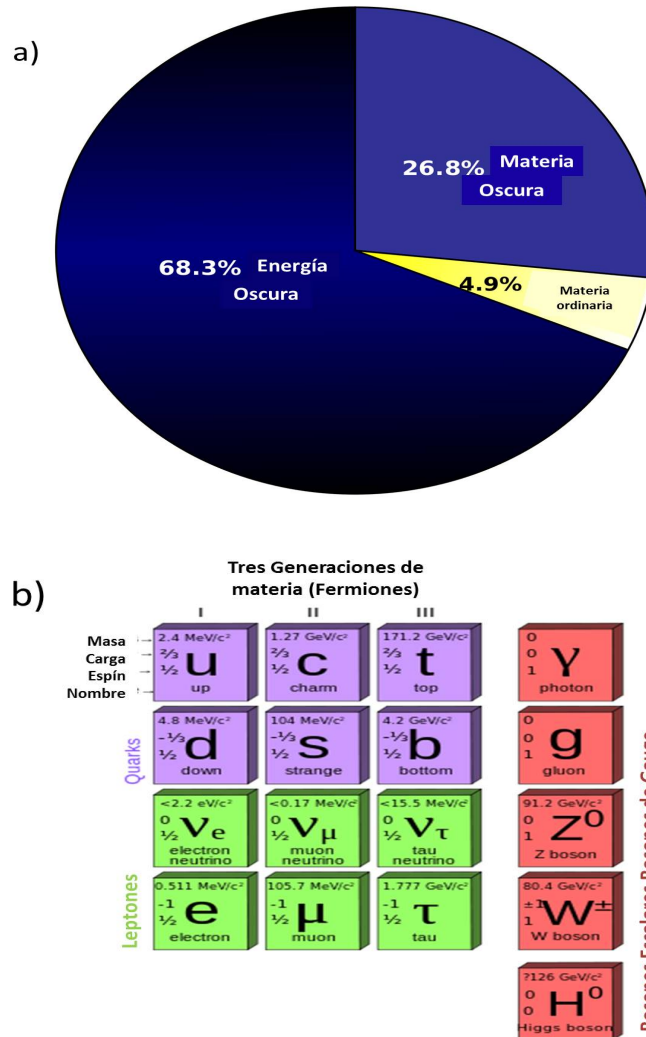 a)
26.8% Materia
Oscura
68.3% Energía
Oscura
4.9%
Materia
ordinaria
b)
Tres Generaciones de
materia (Fermiones)
I II III
Masa
Carga
Espín
Nombre
2.4 MeV/c²
⅔
½
u
up
1.27 GeV/c²
⅔
½
c
charm
171.2 GeV/c²
⅔
½
t
top
0
0
1
γ
photon
Quarks
4.8 MeV/c²
-⅓
½
d
down
104 MeV/c²
-⅓
½
s
strange
4.2 GeV/c²
-⅓
½
b
bottom
0
0
1
g
gluon
Leptones
<2.2 eV/c²
0
½
νe
electron
neutrino
<0.17 MeV/c²
0
½
νμ
muon
neutrino
<15.5 MeV/c²
0
½
ντ
tau
neutrino
91.2 GeV/c²
0
1
Z⁰
Z boson
0.511 MeV/c²
-1
½
e
electron
105.7 MeV/c²
-1
½
μ
muon
1.777 GeV/c²
-1
½
τ
tau
80.4 GeV/c²
±1
1
W±
W boson
?126 GeV/c²
0
0
H⁰
Higgs boson